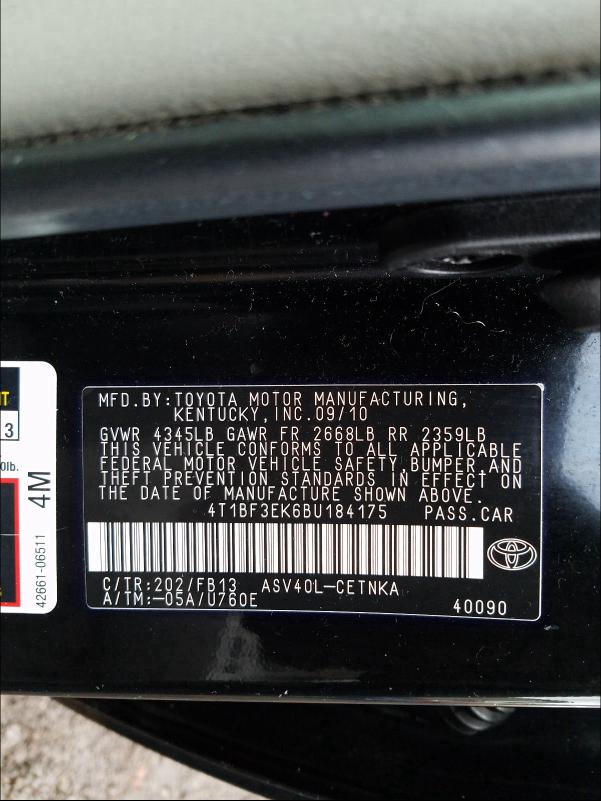 MFD.BY:TOYOTA MOTOR MANUFACTURING,
KENTUCKY,INC.09/10
GVWR 4345LB GAWR FR 2668LB RR 2359LB
THIS VEHICLE CONFORMS TO ALL APPLICABLE
FEDERAL MOTOR VEHICLE SAFETY,BUMPER,AND
THEFT PREVENTION STANDARDS IN EFFECT ON
THE DATE OF MANUFACTURE SHOWN ABOVE.
4T1BF3EK6BU184175 PASS.CAR
C/TR:202/FB13 ASV40L-CETNKA
A/TM:-05A/U760E 40090
3
0lb.
4M
42661-06511